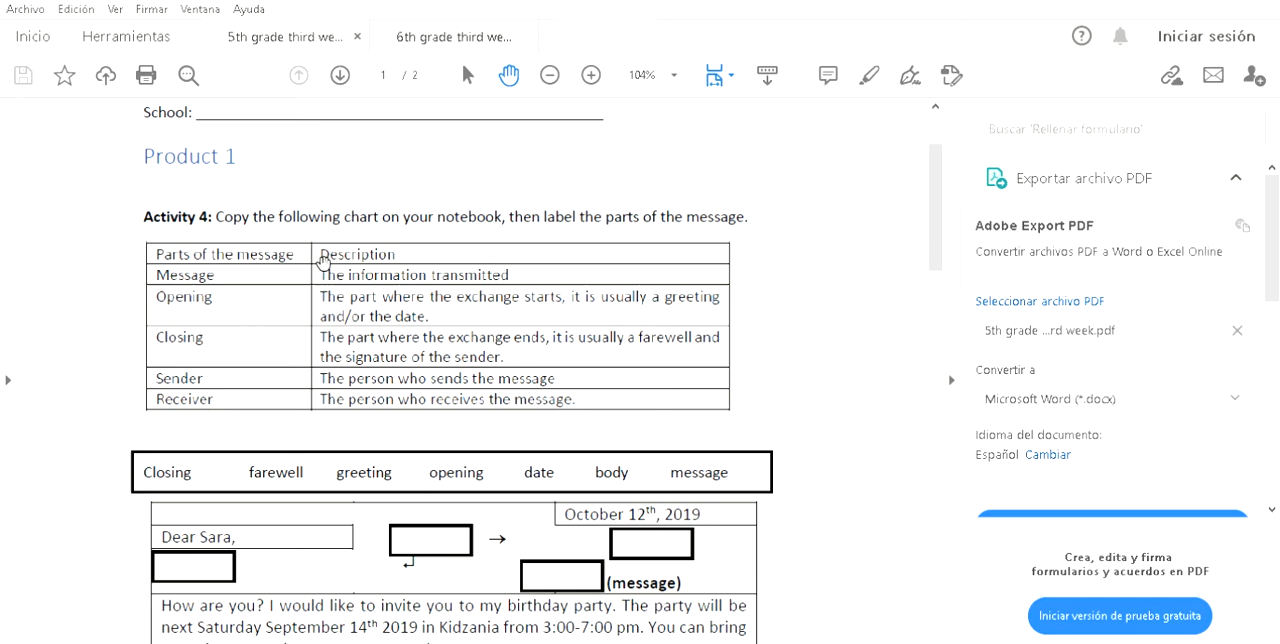 Archivo Edición Ver Firmar Ventana Ayuda
Inicio Herramientas 5th grade third we... × 6th grade third we... Iniciar sesión
1 / 2 104%
School:
Product 1
Activity 4: Copy the following chart on your notebook, then label the parts of the message.
Parts of the message Description
Message The information transmitted
Opening The part where the exchange starts, it is usually a greeting
and/or the date.
Closing The part where the exchange ends, it is usually a farewell and
the signature of the sender.
Sender The person who sends the message
Receiver The person who receives the message.
Closing farewell greeting opening date body message
October 12th, 2019
Dear Sara,
(message)
How are you? I would like to invite you to my birthday party. The party will be
next Saturday September 14th 2019 in Kidzania from 3:00-7:00 pm. You can bring
Buscar 'Rellenar formulario'
Exportar archivo PDF
Adobe Export PDF
Convertir archivos PDF a Word o Excel Online
Seleccionar archivo PDF
5th grade ...rd week.pdf
Convertir a
Microsoft Word (*.docx)
Idioma del documento:
Español Cambiar
Crea, edita y firma
formularios y acuerdos en PDF
Iniciar versión de prueba gratuita